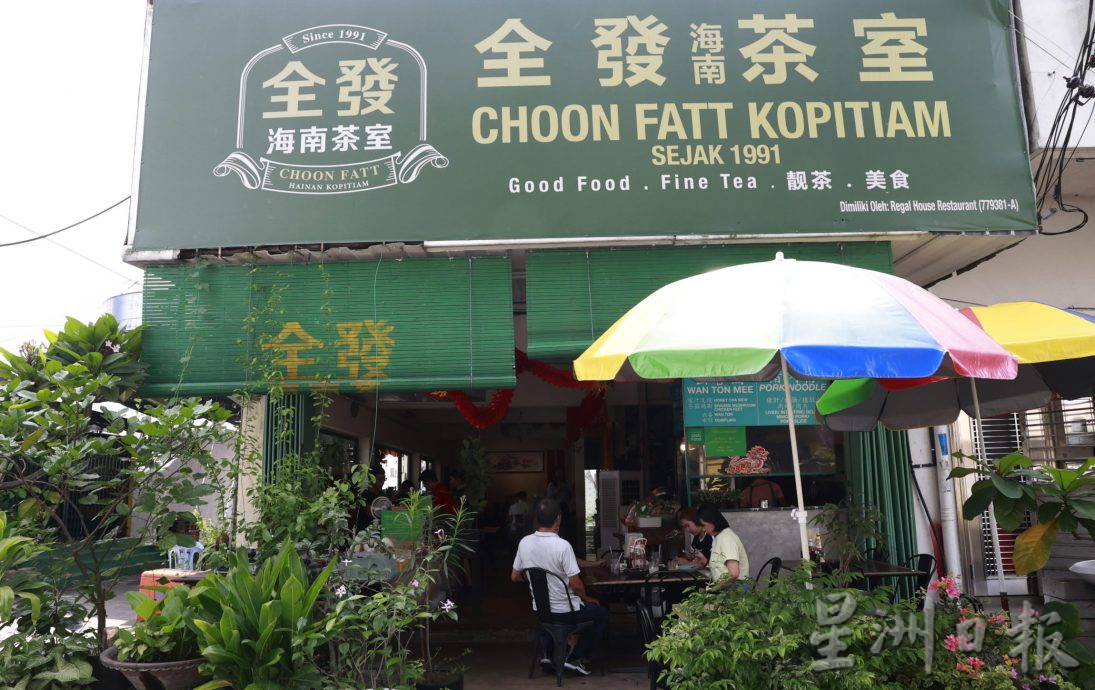 Since 1991
全發
海南茶室
CHOON FATT
HAINAN KOPITIAM
全發海南茶室
CHOON FATT KOPITIAM
SEJAK 1991
Good Food . Fine Tea . 靓茶 . 美食
Dimiliki Oleh: Regal House Restaurant (779381-A)
全發
WAN TON MEE
PORK NOODLE
星洲日報